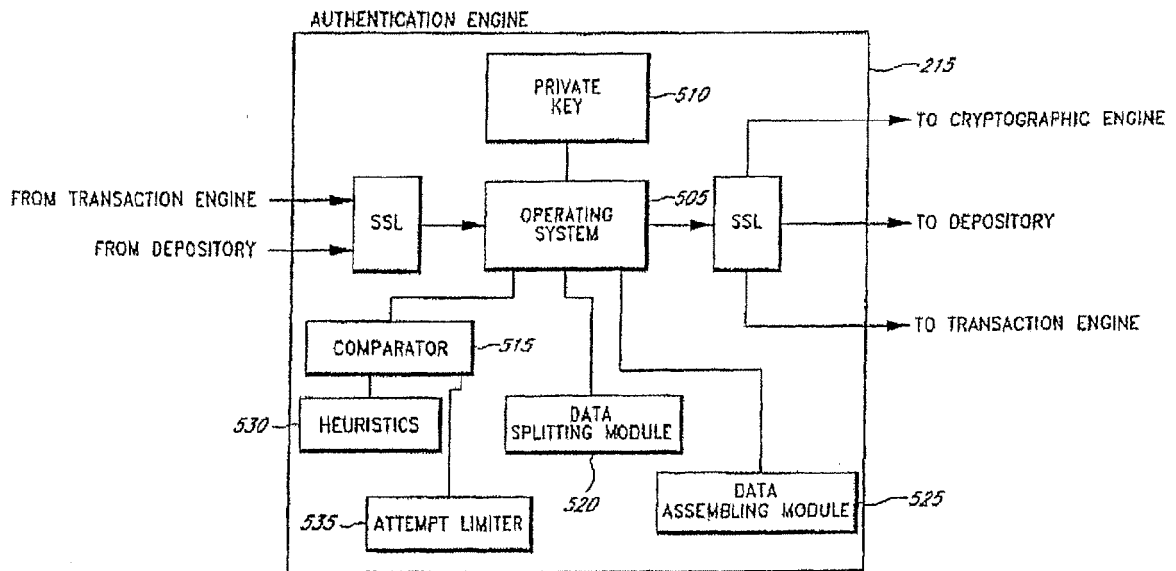 AUTHENTICATION ENGINE
215
PRIVATE
KEY
510
TO CRYPTOGRAPHIC ENGINE
FROM TRANSACTION ENGINE
SSL
OPERATING
SYSTEM
505
SSL
TO DEPOSITORY
FROM DEPOSITORY
TO TRANSACTION ENGINE
COMPARATOR
515
530
HEURISTICS
DATA
SPLITTING MODULE
520
DATA
ASSEMBLING MODULE
525
535
ATTEMPT LIMITER